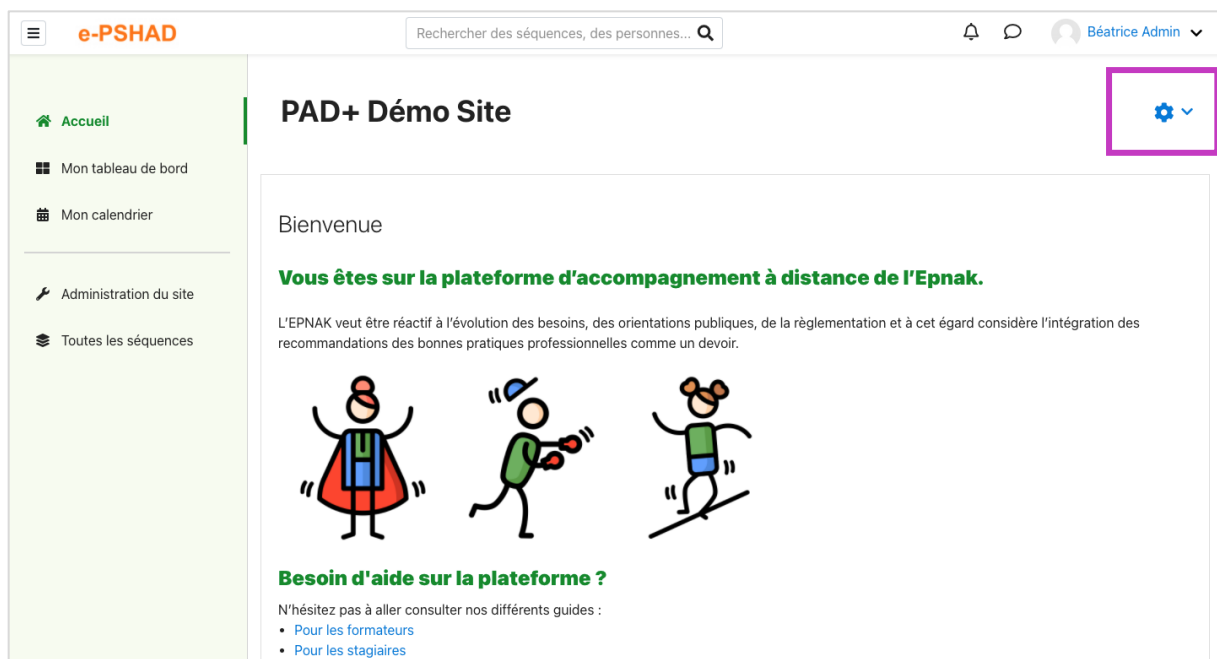 e-PSHAD
Rechercher des séquences, des personnes...
Béatrice Admin
Accueil
Mon tableau de bord
Mon calendrier
Administration du site
Toutes les séquences
PAD+ Démo Site
Bienvenue
Vous êtes sur la plateforme d’accompagnement à distance de l’Epnak.
L’EPNAK veut être réactif à l’évolution des besoins, des orientations publiques, de la règlementation et à cet égard considère l’intégration des
recommandations des bonnes pratiques professionnelles comme un devoir.
Besoin d'aide sur la plateforme ?
N’hésitez pas à aller consulter nos différents guides :
• Pour les formateurs
• Pour les stagiaires